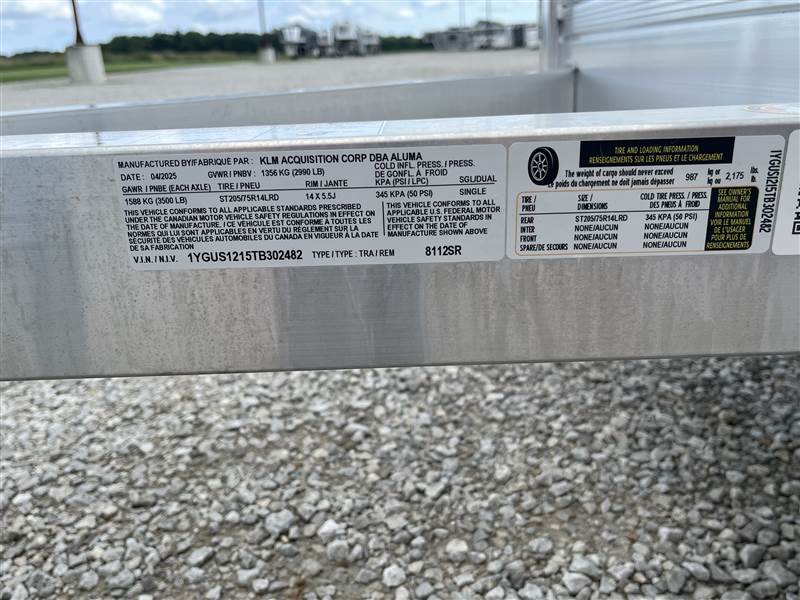 MANUFACTURED BY/FABRIQUE PAR : KLM ACQUISITION CORP DBA ALUMA
DATE : 04/2025 GVWR / PNBV : 1356 KG (2990 LB)
COLD INFL. PRESS./ PRESS. DE GONFL. À FROID KPA (PSI / LPC)
SGL/DUAL
GAWR / PNBE (EACH AXLE) TIRE / PNEU RIM / JANTE
1588 KG (3500 LB) ST205/75R14LRD 14 X 5.5J 345 KPA (50 PSI) SINGLE
THIS VEHICLE CONFORMS TO ALL APPLICABLE STANDARDS PRESCRIBED
UNDER THE CANADIAN MOTOR VEHICLE SAFETY REGULATIONS IN EFFECT ON
THE DATE OF MANUFACTURE. / CE VEHICULE EST CONFORME À TOUTES LES
NORMES QUI LUI SONT APPLICABLES EN VERTU DU RÈGLEMENT SUR LA
SÉCURITÉ DES VÉHICULES AUTOMOBILES DU CANADA EN VIGUEUR À LA DATE
DE SA FABRICATION
THIS VEHICLE CONFORMS TO ALL
APPLICABLE U.S. FEDERAL MOTOR
VEHICLE SAFETY STANDARDS IN
EFFECT ON THE DATE OF
MANUFACTURE SHOWN ABOVE
V.I.N. / N.I.V. 1YGUS1215TB302482 TYPE / TYPE : TRA / REM 8112SR
TIRE AND LOADING INFORMATION
RENSEIGNEMENTS SUR LES PNEUS ET LE CHARGEMENT
The weight of cargo should never exceed
Le poids du chargement ne doit jamais dépasser
987 kg or kg ou 2,175 lbs. lb.
TIRE / PNEU SIZE / DIMENSIONS COLD TIRE PRESS. / PRESS. DES PNEUS À FROID
REAR ST205/75R14LRD 345 KPA (50 PSI)
INTER NONE/AUCUN NONE/AUCUN
FRONT NONE/AUCUN NONE/AUCUN
SPARE/DE SECOURS NONE/AUCUN NONE/AUCUN
SEE OWNER'S
MANUAL FOR
ADDITIONAL
INFORMATION
VOIR LE MANUEL
DE L'USAGER
POUR PLUS DE
RENSEIGNEMENTS
1YGUS1215TB302482